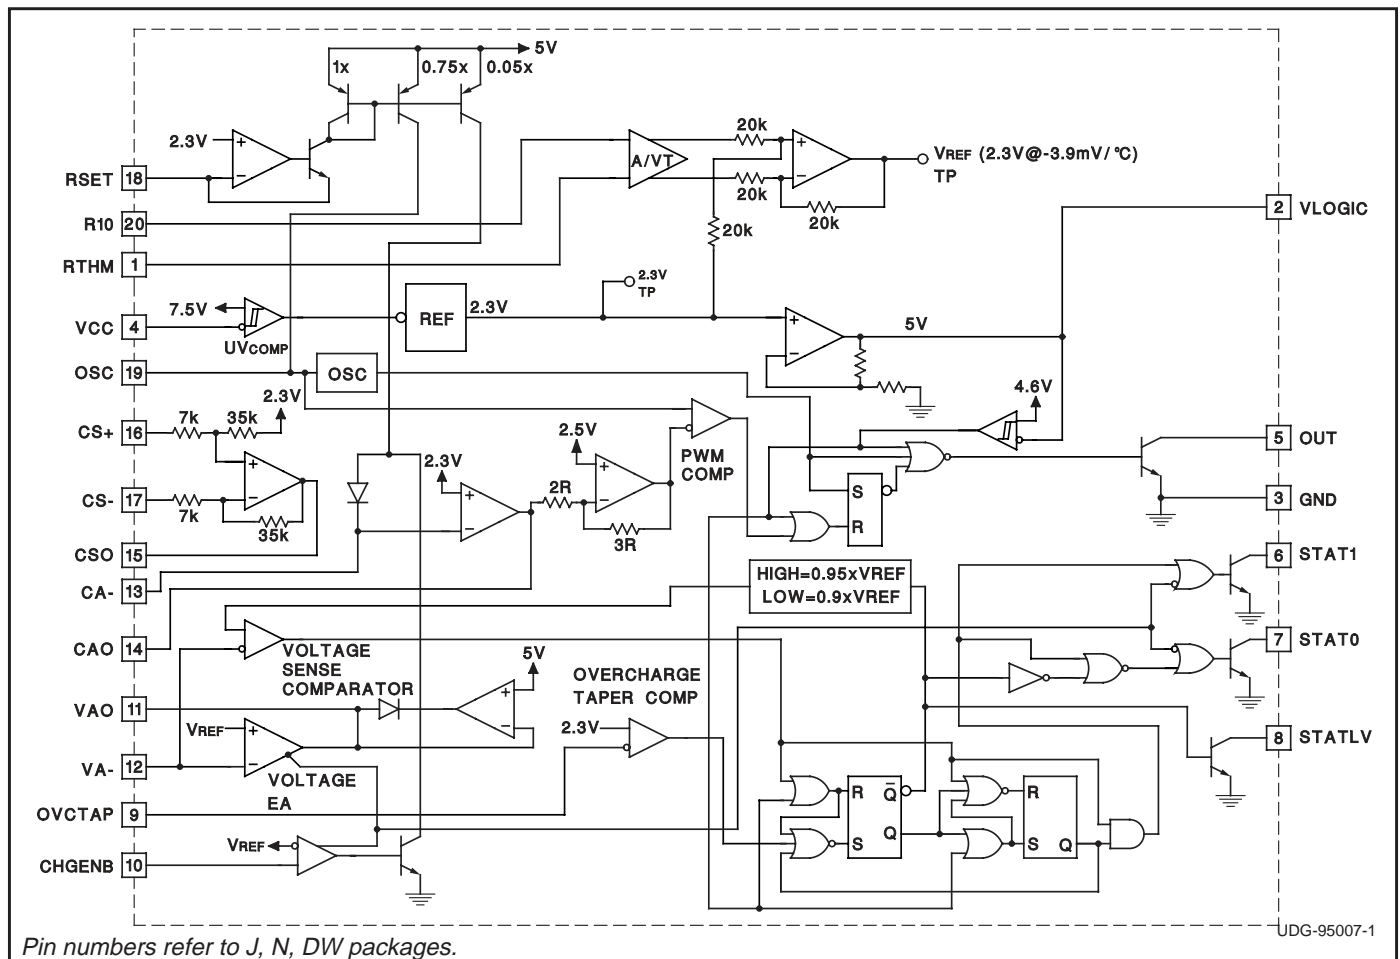 5V
1x
0.75x
0.05x
2.3V
RSET 18
R10 20
RTHM 1
A/VT
20k
20k
20k
20k
VREF (2.3V@-3.9mV/°C)
TP
2 VLOGIC
7.5V
VCC 4
UVCOMP
REF
2.3V
2.3V
TP
5V
OSC 19
OSC
4.6V
2.3V
7k
35k
CS+ 16
CS- 17
7k
35k
CSO 15
CA- 13
CAO 14
2.3V
2R
2.5V
3R
PWM
COMP
S
R
5 OUT
3 GND
6 STAT1
7 STAT0
8 STATLV
HIGH=0.95xVREF
LOW=0.9xVREF
VOLTAGE
SENSE
COMPARATOR
5V
OVERCHARGE
TAPER COMP
2.3V
VAO 11
VREF
VA- 12
VOLTAGE
EA
OVCTAP 9
VREF
CHGENB 10
R
Q̅
S
Q
R
S
Q
UDG-95007-1
Pin numbers refer to J, N, DW packages.